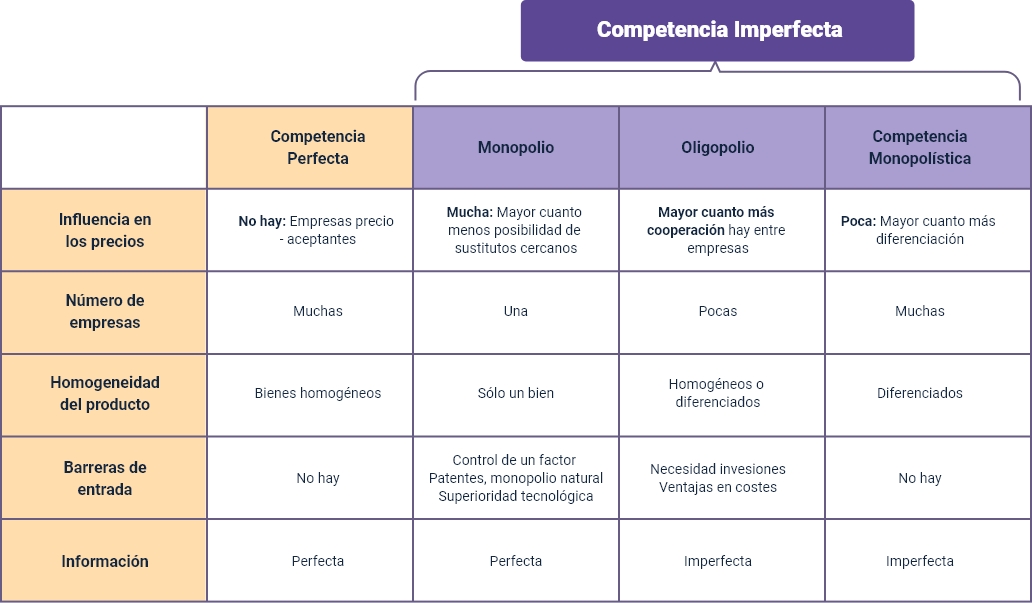 Competencia Imperfecta
Competencia
Perfecta
Monopolio
Oligopolio
Competencia
Monopolística
Influencia en
los precios
No hay: Empresas precio
- aceptantes
Mucha: Mayor cuanto
menos posibilidad de
sustitutos cercanos
Mayor cuanto más
cooperación hay entre
empresas
Poca: Mayor cuanto más
diferenciación
Número de
empresas
Muchas
Una
Pocas
Muchas
Homogeneidad
del producto
Bienes homogéneos
Sólo un bien
Homogéneos o
diferenciados
Diferenciados
Barreras de
entrada
No hay
Control de un factor
Patentes, monopolio natural
Superioridad tecnológica
Necesidad invesiones
Ventajas en costes
No hay
Información
Perfecta
Perfecta
Imperfecta
Imperfecta